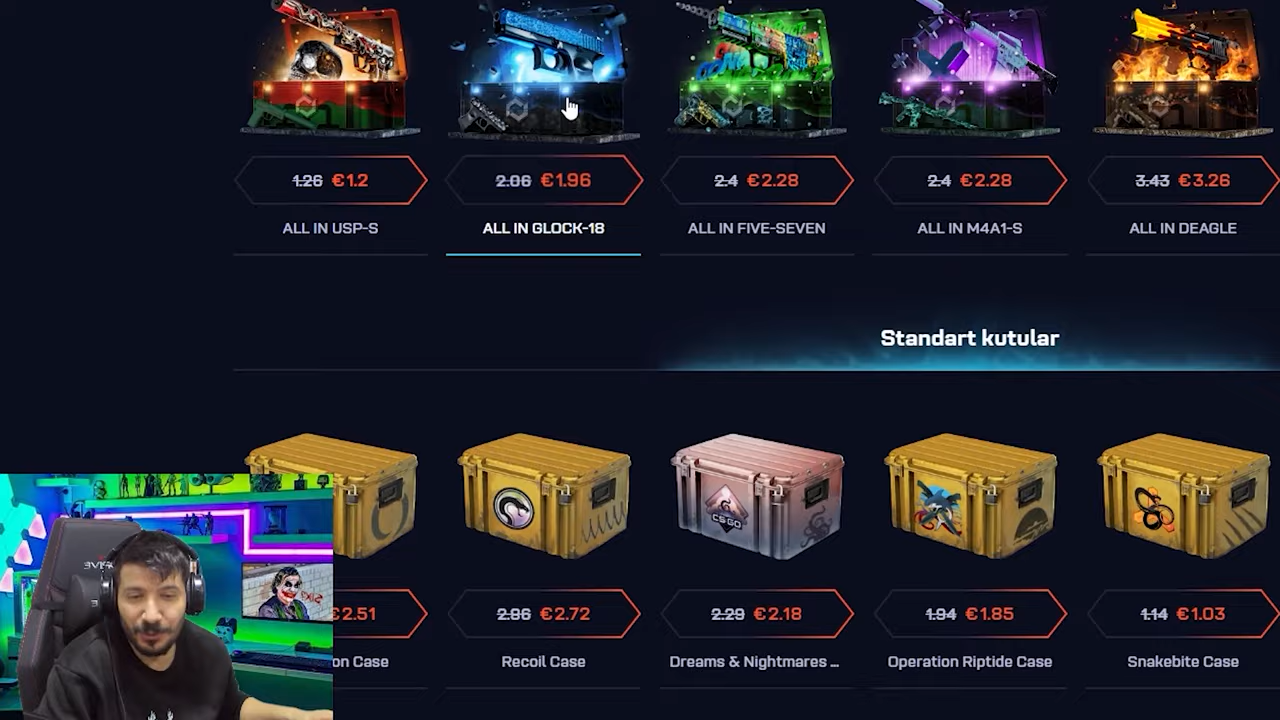 1.26 €1.2
2.06 €1.96
2.4 €2.28
2.4 €2.28
3.43 €3.26
ALL IN USP-S
ALL IN GLOCK-18
ALL IN FIVE-SEVEN
ALL IN M4A1-S
ALL IN DEAGLE
Standart kutular
CS:GO
€2.51
2.86 €2.72
2.29 €2.18
1.94 €1.85
1.14 €1.03
on Case
Recoil Case
Dreams & Nightmares ...
Operation Riptide Case
Snakebite Case